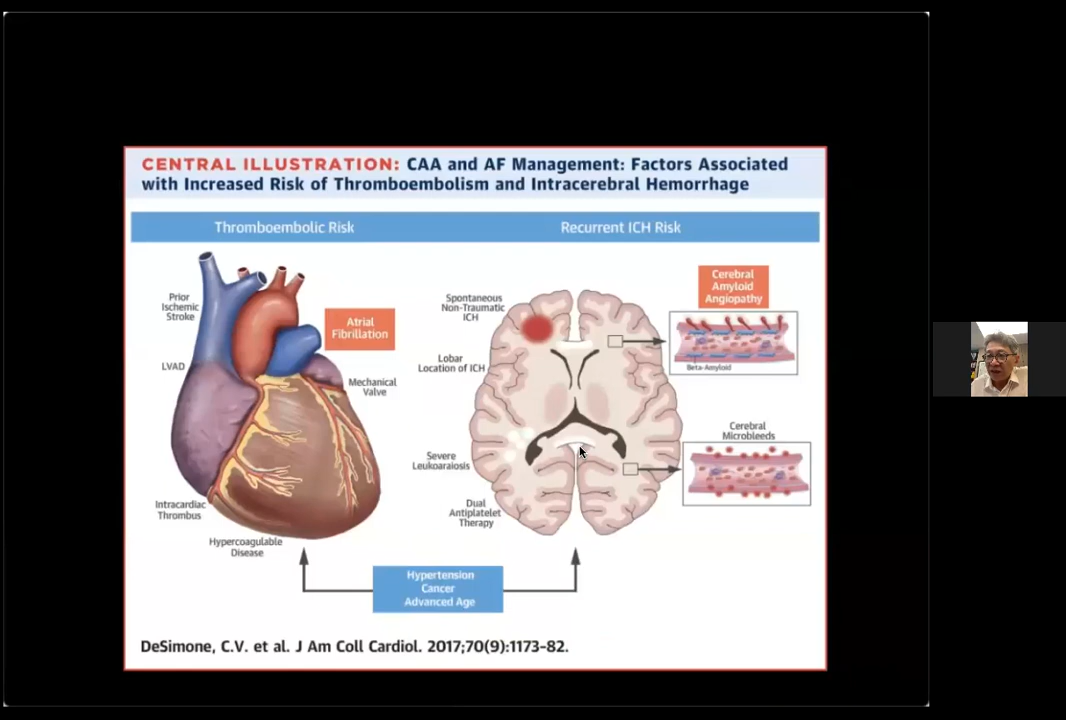 CENTRAL ILLUSTRATION: CAA and AF Management: Factors Associated
with Increased Risk of Thromboembolism and Intracerebral Hemorrhage
Thromboembolic Risk
Recurrent ICH Risk
Prior
Ischemic
Stroke
Atrial
Fibrillation
LVAD
Mechanical
Valve
Intracardiac
Thrombus
Hypercoagulable
Disease
Spontaneous
Non-Traumatic
ICH
Lobar
Location of ICH
Severe
Leukoaraiosis
Dual
Antiplatelet
Therapy
Cerebral
Amyloid
Angiopathy
Beta-Amyloid
Cerebral
Microbleeds
Hypertension
Cancer
Advanced Age
DeSimone, C.V. et al. J Am Coll Cardiol. 2017;70(9):1173-82.